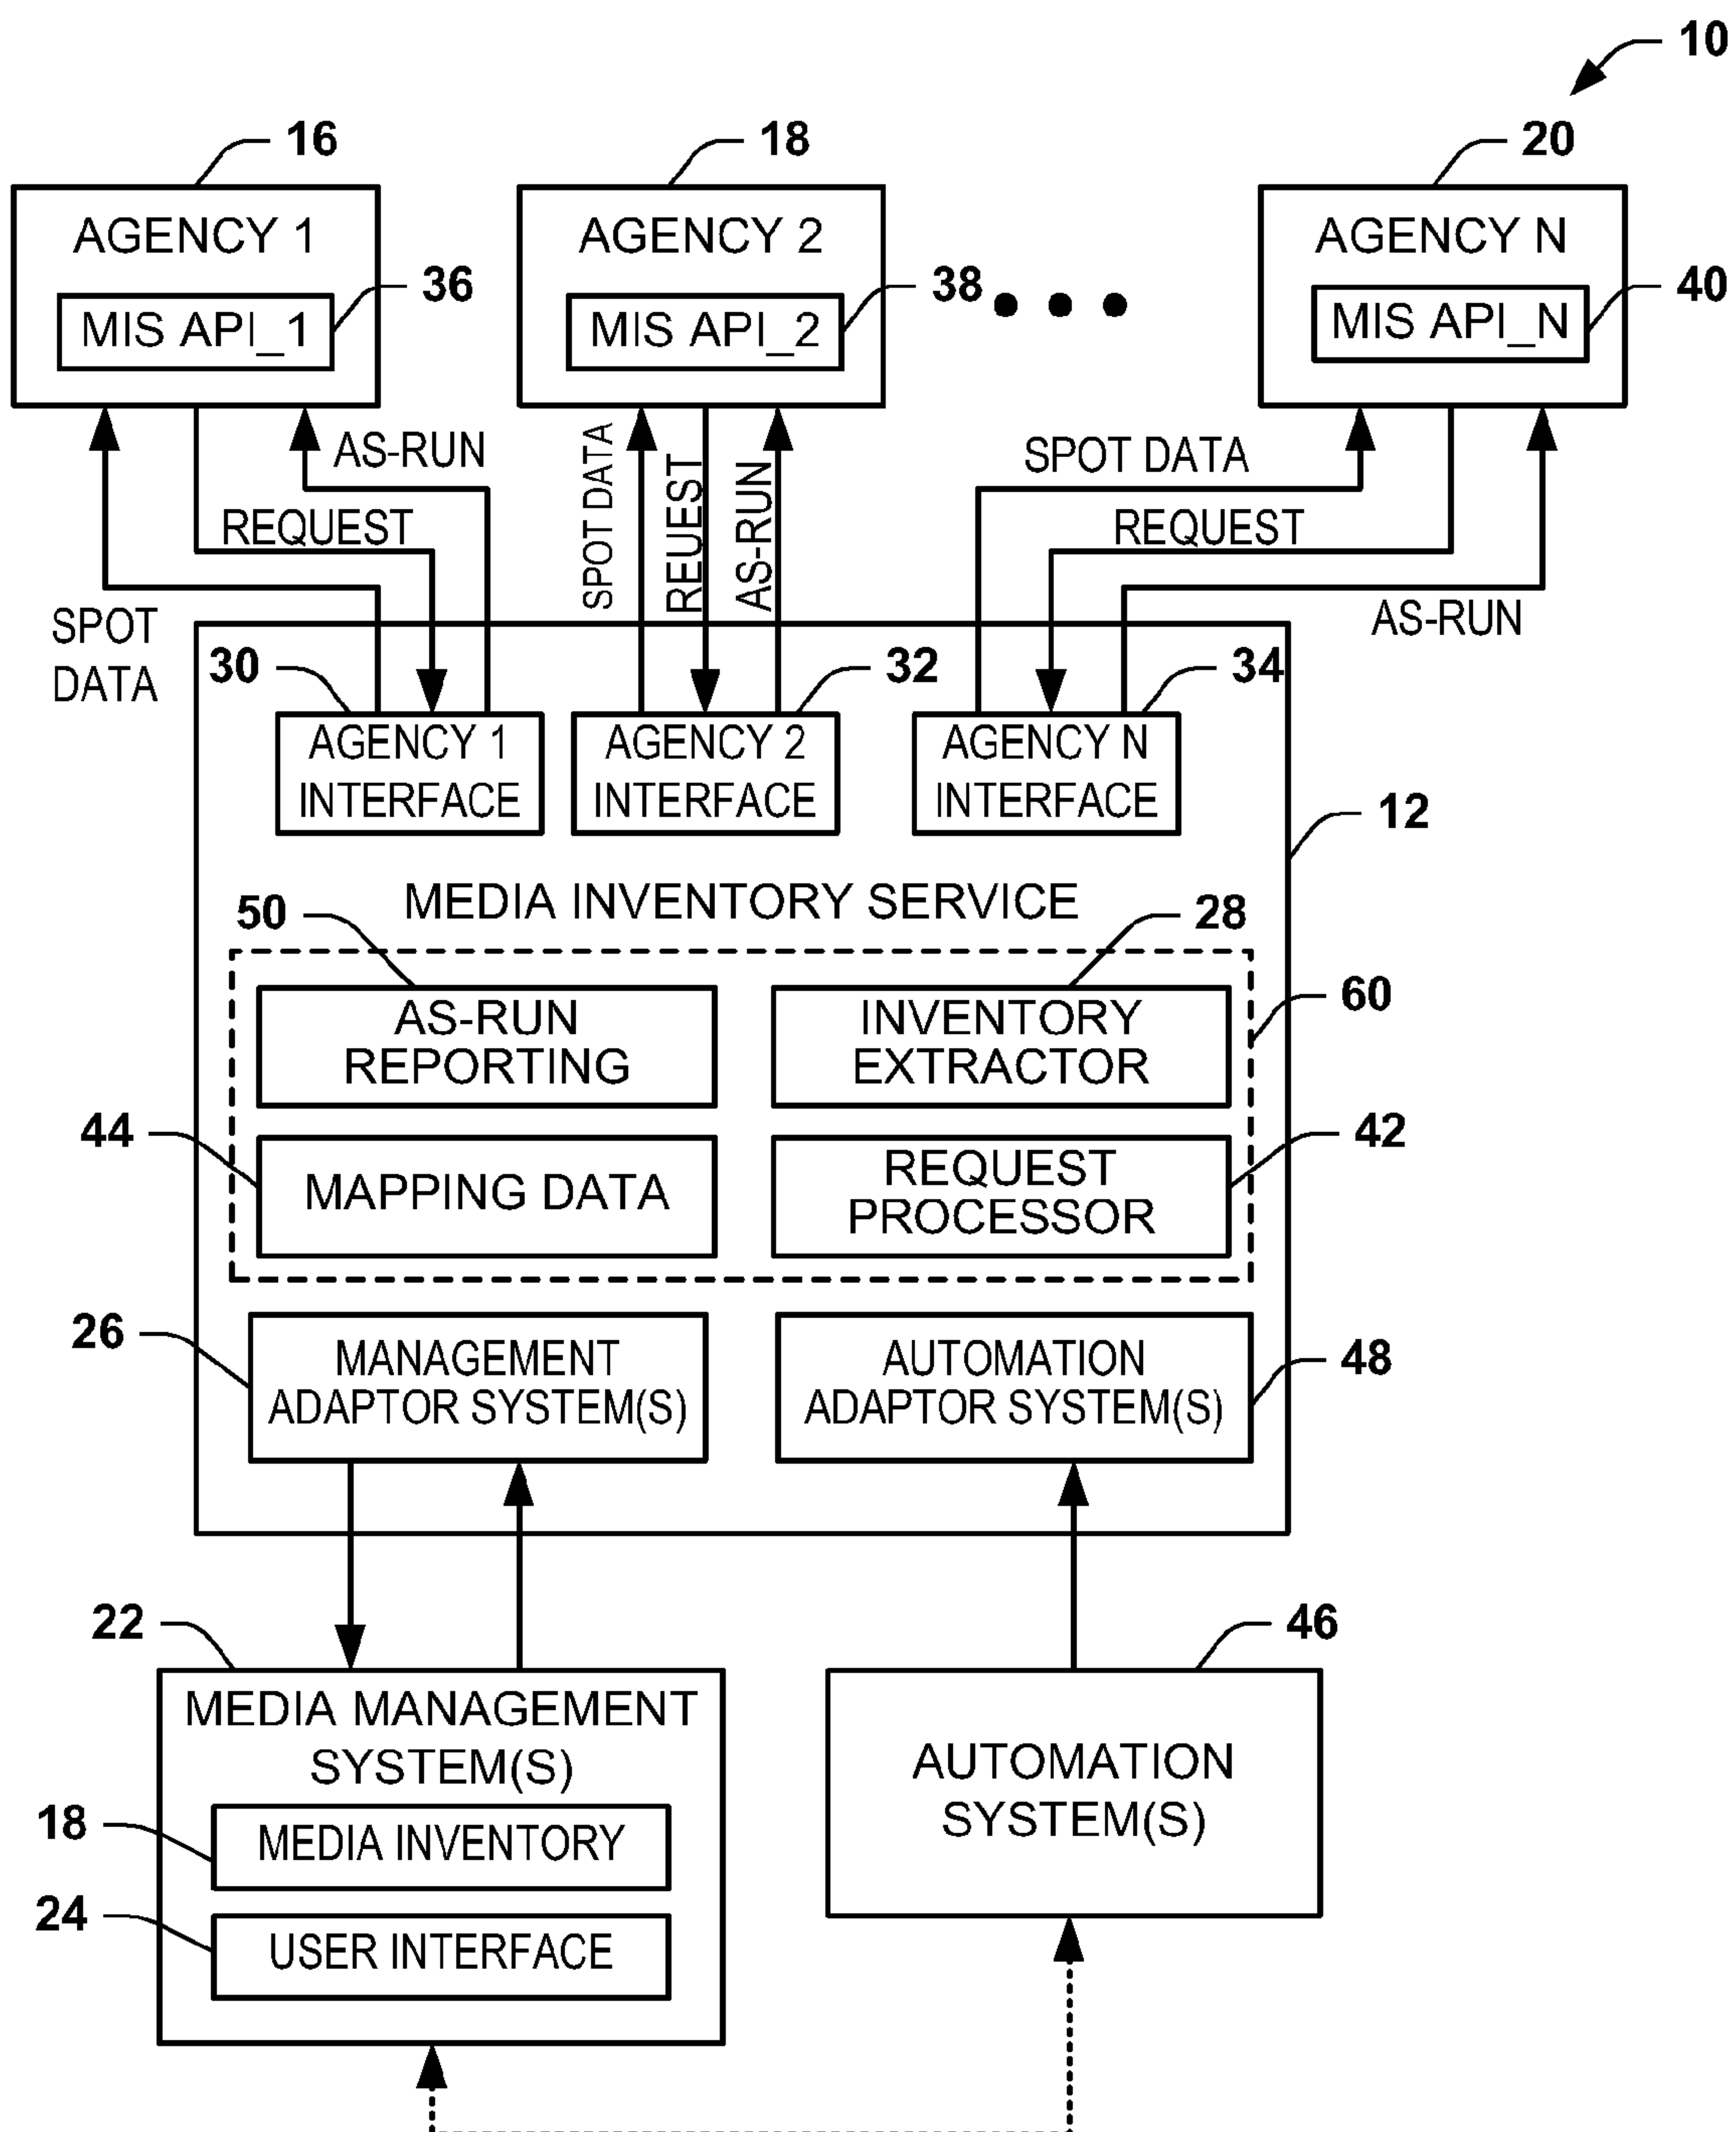 10
16
18
20
AGENCY 1
AGENCY 2
AGENCY N
36
38
40
MIS API_1
MIS API_2
MIS API_N
AS-RUN
REQUEST
SPOT
DATA
SPOT DATA
REUEST
AS-RUN
SPOT DATA
REQUEST
AS-RUN
30
32
34
AGENCY 1
INTERFACE
AGENCY 2
INTERFACE
AGENCY N
INTERFACE
12
MEDIA INVENTORY SERVICE
50
28
60
AS-RUN
REPORTING
INVENTORY
EXTRACTOR
44
42
MAPPING DATA
REQUEST
PROCESSOR
26
48
MANAGEMENT
ADAPTOR SYSTEM(S)
AUTOMATION
ADAPTOR SYSTEM(S)
22
46
MEDIA MANAGEMENT
SYSTEM(S)
18
MEDIA INVENTORY
24
USER INTERFACE
AUTOMATION
SYSTEM(S)